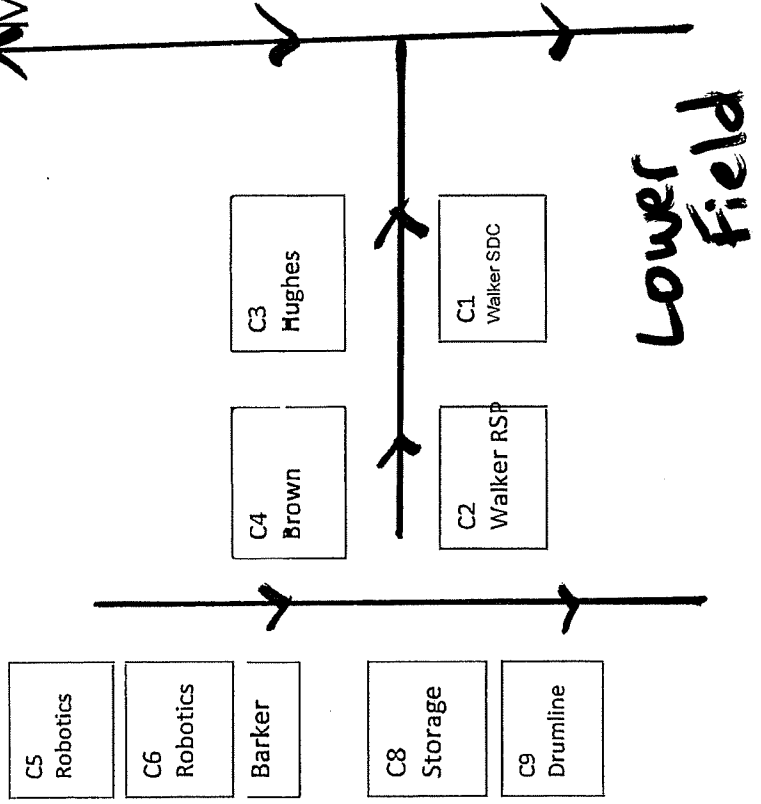 C5
Robotics
C6
Robotics
Barker
C8
Storage
C9
Drumline
C4
Brown
C3
Hughes
C2
Walker RSP
C1
Walker SDC
Lower
Field